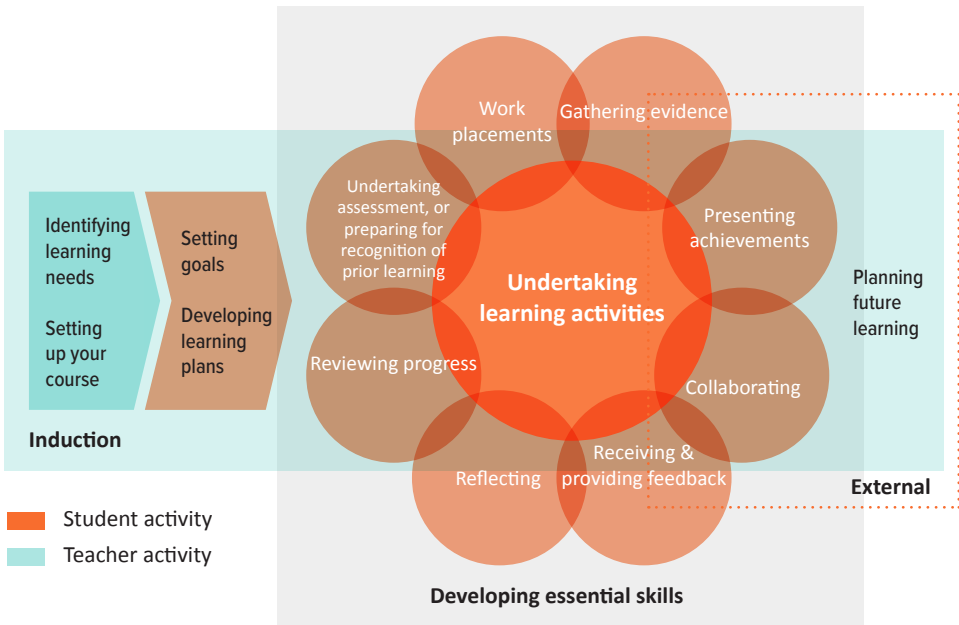 Work
placements
Gathering evidence
Undertaking
assessment, or
preparing for
recognition of
prior learning
Presenting
achievements
Identifying
learning
needs
Setting
up your
course
Setting
goals
Developing
learning
plans
Undertaking
learning activities
Planning
future
learning
Reviewing progress
Collaborating
Induction
Reflecting
Receiving &
providing feedback
External
Student activity
Teacher activity
Developing essential skills